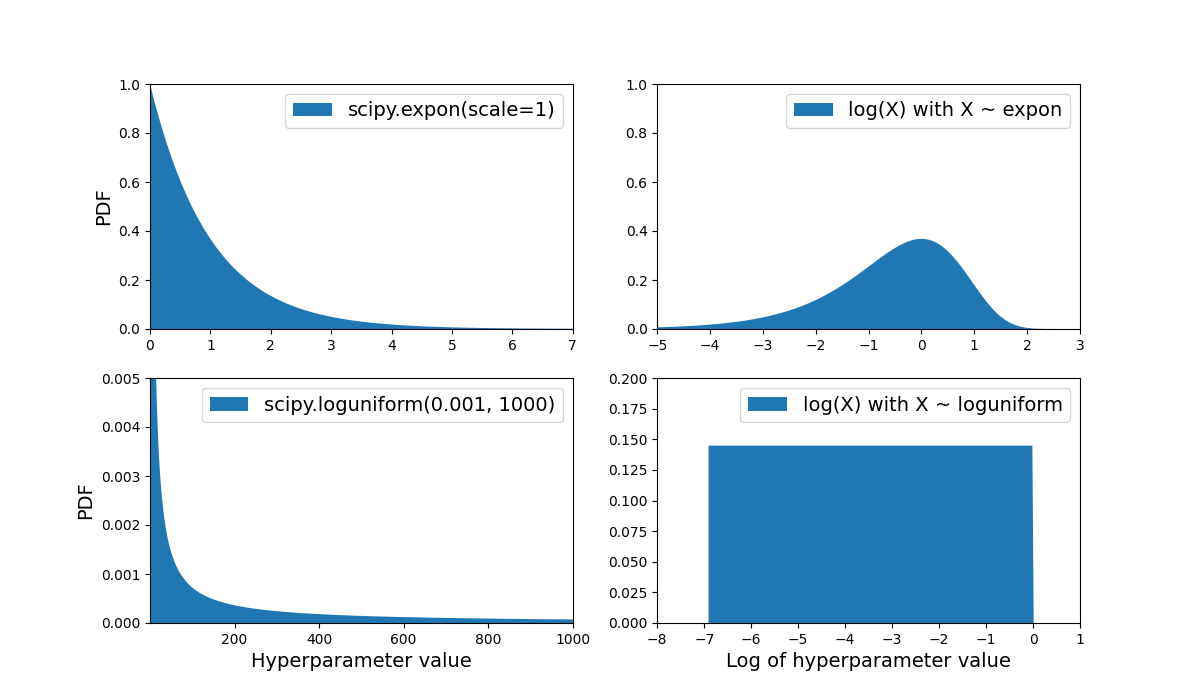 scipy.expon(scale=1)
PDF
1.0
0.8
0.6
0.4
0.2
0.0
0 1 2 3 4 5 6 7
log(X) with X ~ expon
1.0
0.8
0.6
0.4
0.2
0.0
−5 −4 −3 −2 −1 0 1 2 3
scipy.loguniform(0.001, 1000)
PDF
0.005
0.004
0.003
0.002
0.001
0.000
200 400 600 800 1000
Hyperparameter value
log(X) with X ~ loguniform
0.200
0.175
0.150
0.125
0.100
0.075
0.050
0.025
0.000
−8 −7 −6 −5 −4 −3 −2 −1 0 1
Log of hyperparameter value